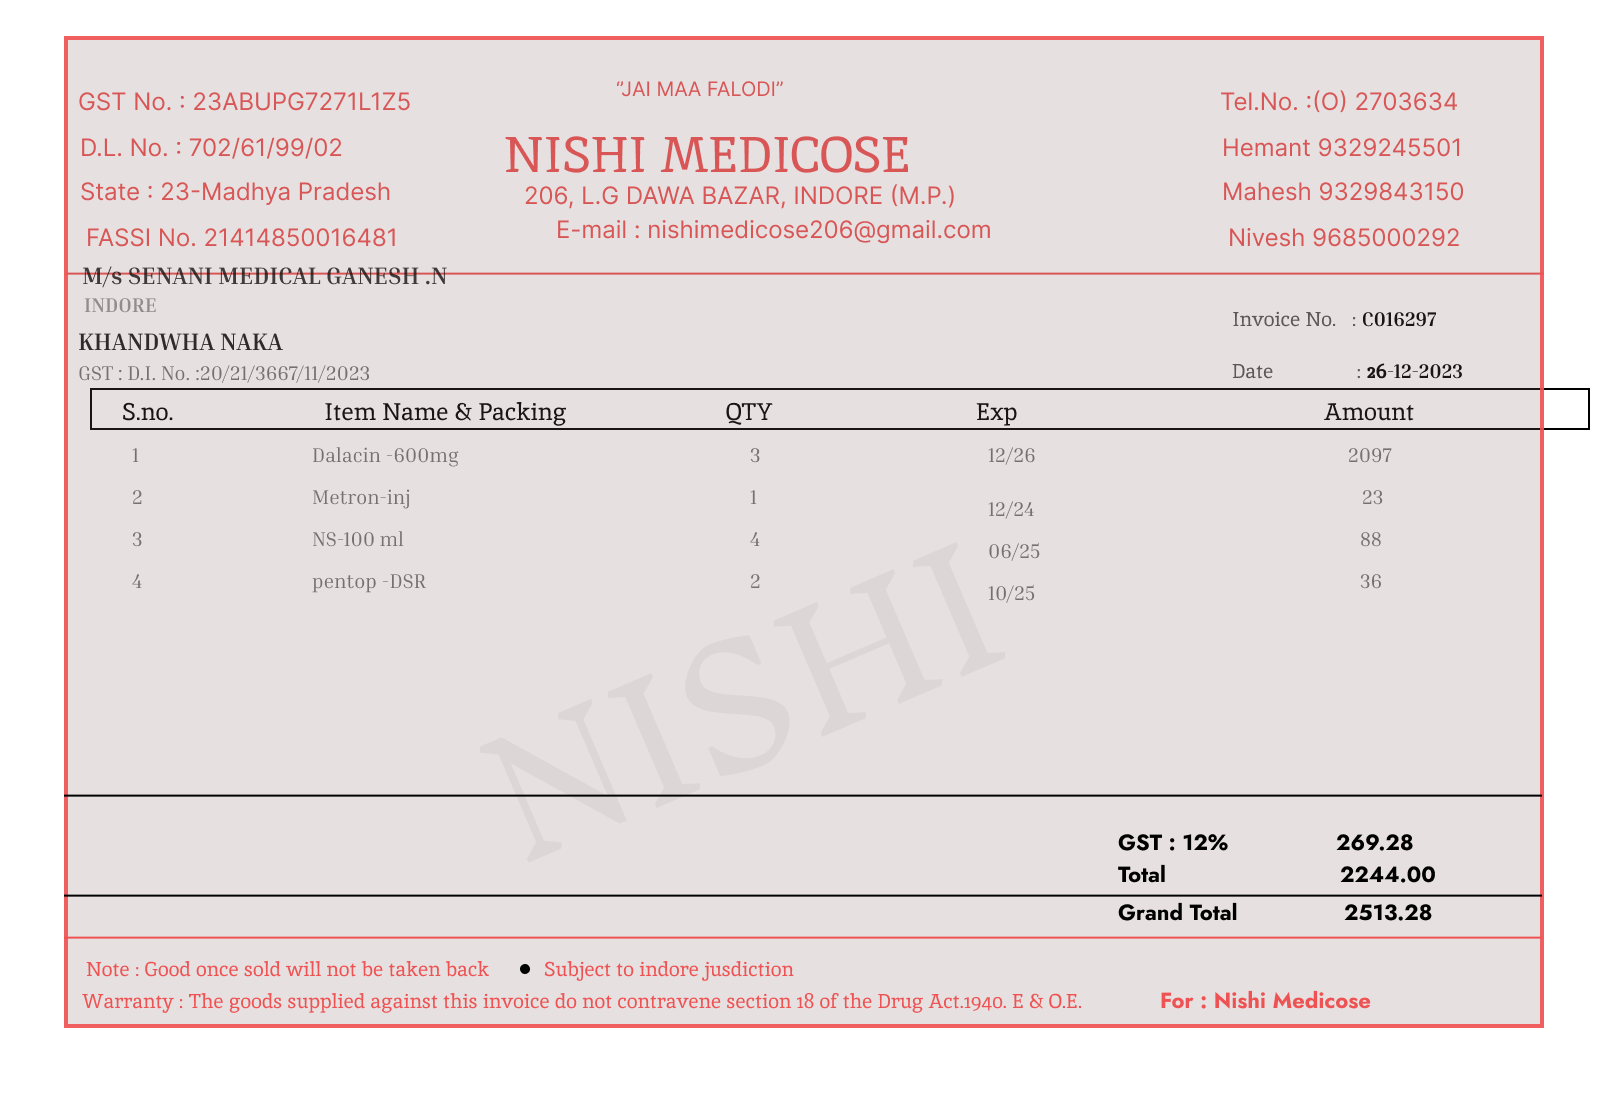 “JAI MAA FALODI”
GST No. : 23ABUPG7271L1Z5
Tel.No. :(O) 2703634
NISHI MEDICOSE
D.L. No. : 702/61/99/02
Hemant 9329245501
206, L.G DAWA BAZAR, INDORE (M.P.)
State : 23-Madhya Pradesh
Mahesh 9329843150
E-mail : nishimedicose206@gmail.com
FASSI No. 21414850016481
Nivesh 9685000292
M/s SENANI MEDICAL GANESH .N
INDORE
Invoice No. : C016297
KHANDWHA NAKA
GST : D.I. No. :20/21/3667/11/2023
Date : 26-12-2023
S.no. Item Name & Packing QTY Exp Amount
1 Dalacin -600mg 3 12/26 2097
2 Metron-inj 1 12/24 23
3 NS-100 ml 4 06/25 88
4 pentop -DSR 2 10/25 36
NISHI
GST : 12% 269.28
Total 2244.00
Grand Total 2513.28
Note : Good once sold will not be taken back ● Subject to indore jusdiction
Warranty : The goods supplied against this invoice do not contravene section 18 of the Drug Act.1940. E & O.E. For : Nishi Medicose